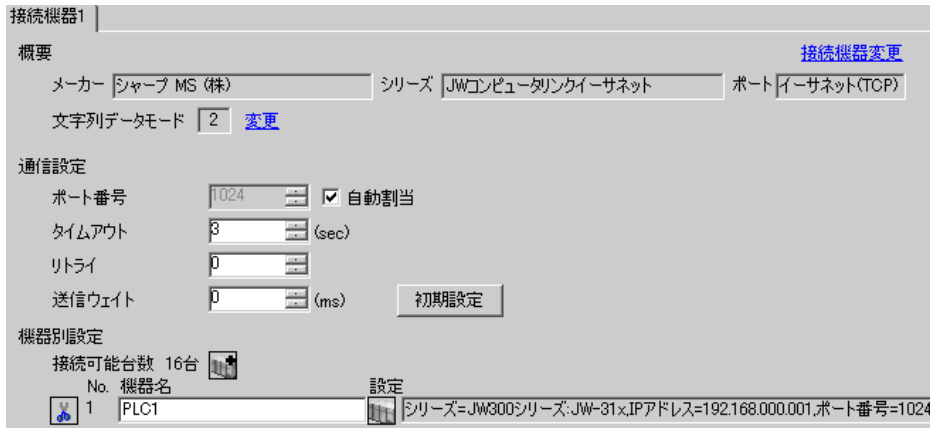 接続機器1
概要 接続機器変更
メーカー シャープ MS (株) シリーズ JWコンピュータリンクイーサネット ポート イーサネット(TCP)
文字列データモード 2 変更
通信設定
ポート番号 1024 自動割当
タイムアウト 3 (sec)
リトライ 0
送信ウェイト 0 (ms) 初期設定
機器別設定
接続可能台数 16台
No. 機器名 設定
1 PLC1 シリーズ=JW300シリーズ:JW-31x,IPアドレス=192.168.000.001,ポート番号=1024